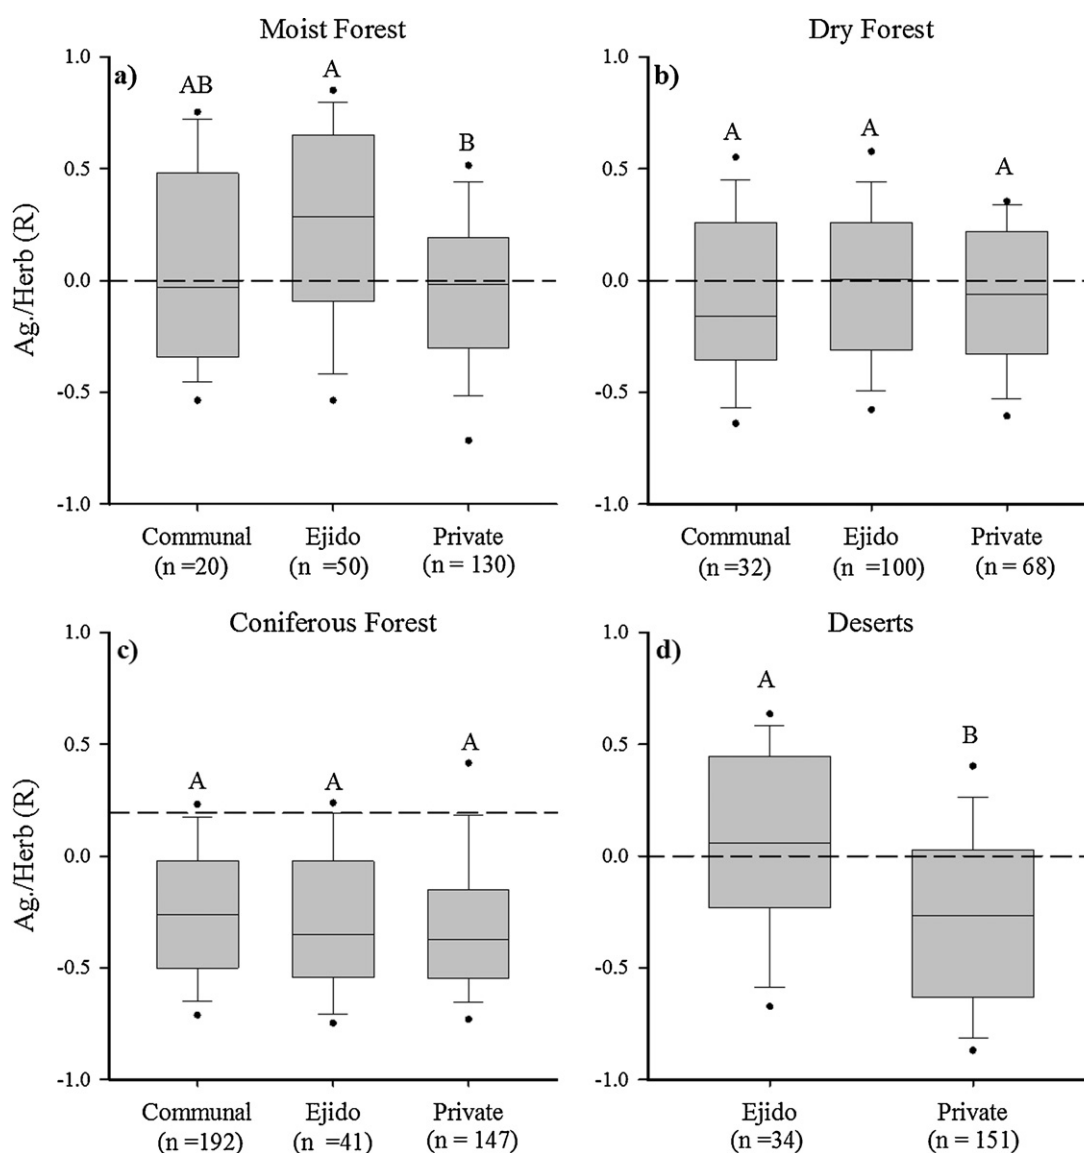 Moist Forest
a)
1.0
0.5
0.0
-0.5
-1.0
Ag./Herb (R)
AB
A
B
Communal
(n =20)
Ejido
(n  =50)
Private
(n = 130)
Dry Forest
b)
1.0
0.5
0.0
-0.5
-1.0
A
A
A
Communal
(n =32)
Ejido
(n  =100)
Private
(n = 68)
Coniferous Forest
c)
1.0
0.5
0.0
-0.5
-1.0
Ag./Herb (R)
A
A
A
Communal
(n =192)
Ejido
(n  =41)
Private
(n = 147)
Deserts
d)
1.0
0.5
0.0
-0.5
-1.0
A
B
Ejido
(n =34)
Private
(n = 151)